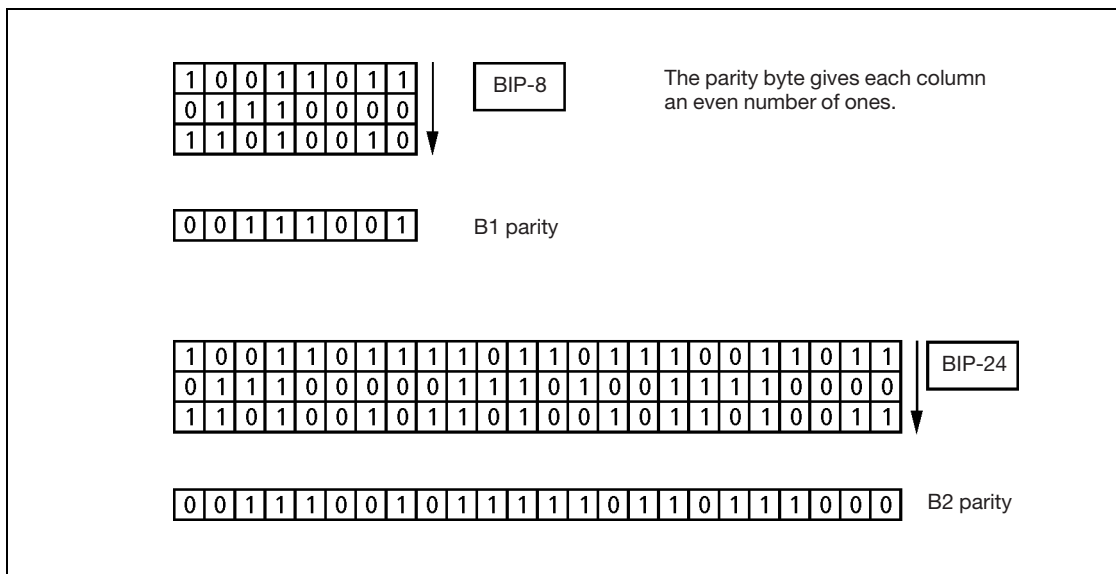 1 0 0 1 1 0 1 1
BIP-8
The parity byte gives each column
0 1 1 1 0 0 0 0
an even number of ones.
1 1 0 1 0 0 1 0
0 0 1 1 1 0 0 1
B1 parity
1 0 0 1 1 0 1 1 1 1 0 1 1 0 1 1 1 0 0 1 1 0 1 1
BIP-24
0 1 1 1 0 0 0 0 0 1 1 1 0 1 0 0 1 1 1 1 0 0 0 0
1 1 0 1 0 0 1 0 1 1 0 1 0 0 1 0 1 1 0 1 0 0 1 1
0 0 1 1 1 0 0 1 0 1 1 1 1 1 0 1 1 0 1 1 1 0 0 0
B2 parity